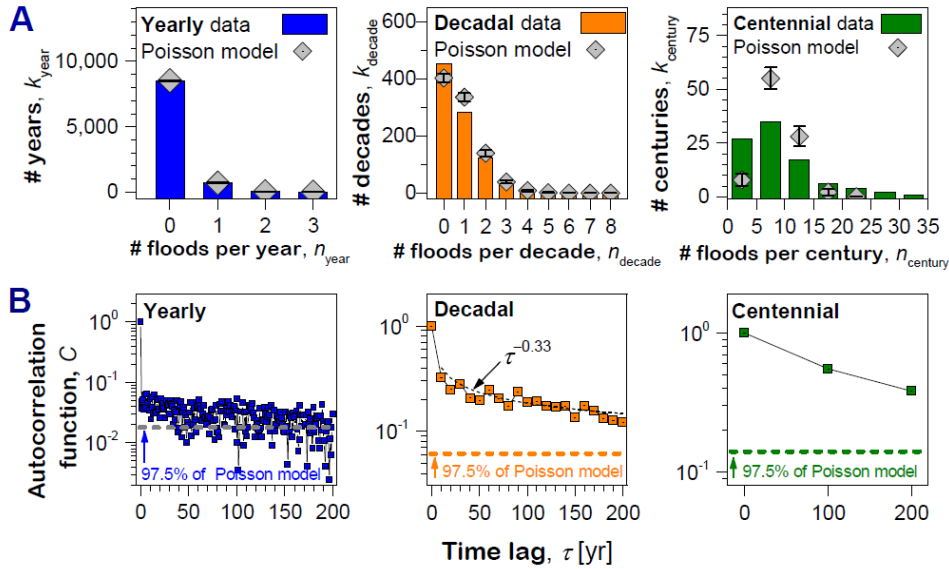 A
Yearly data
Poisson model
# years, k_year
10,000
5,000
0
0 1 2 3
# floods per year, n_year
Decadal data
Poisson model
# decades, k_decade
600
400
200
0
0 1 2 3 4 5 6 7 8
# floods per decade, n_decade
Centennial data
Poisson model
# centuries, k_century
75
50
25
0
0 5 10 15 20 25 30 35
# floods per century, n_century
B
Yearly
Autocorrelation
function, C
10^0
10^-1
10^-2
97.5% of Poisson model
0 50 100 150 200
Decadal
τ^−0.33
10^0
10^-1
97.5% of Poisson model
0 50 100 150 200
Time lag, τ [yr]
Centennial
10^0
10^-1
97.5% of Poisson model
0 100 200